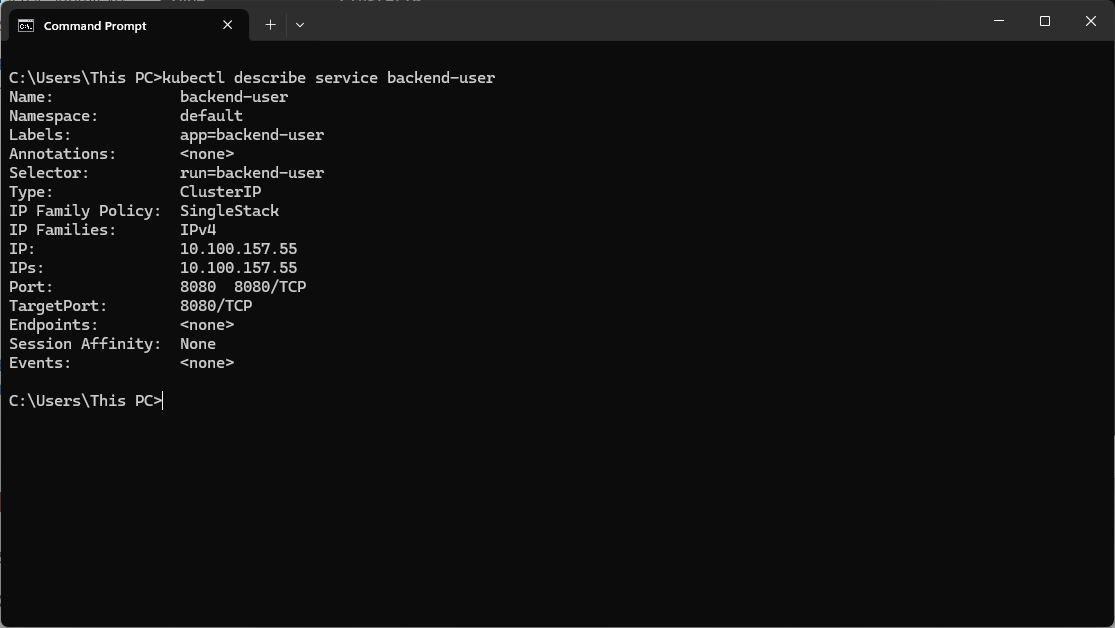 Command Prompt
C:\Users\This PC>kubectl describe service backend-user
Name:              backend-user
Namespace:         default
Labels:            app=backend-user
Annotations:       <none>
Selector:          run=backend-user
Type:              ClusterIP
IP Family Policy:  SingleStack
IP Families:       IPv4
IP:                10.100.157.55
IPs:               10.100.157.55
Port:              8080  8080/TCP
TargetPort:        8080/TCP
Endpoints:         <none>
Session Affinity:  None
Events:            <none>
C:\Users\This PC>